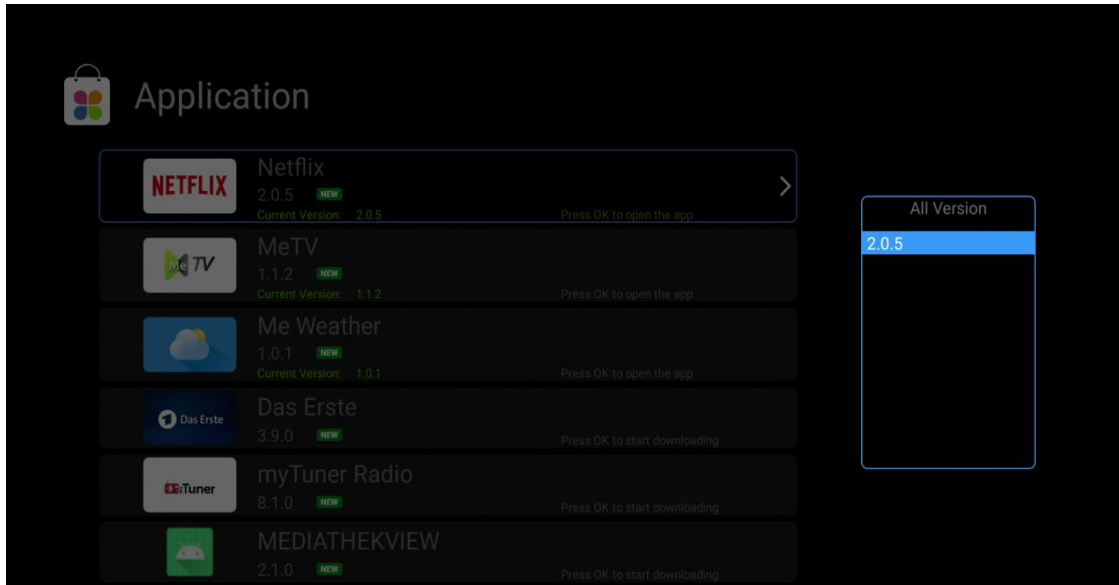 Application
NETFLIX
Netflix
2.0.5 NEW
Current Version: 2.0.5 Press OK to open the app
Me TV
MeTV
1.1.2 NEW
Current Version: 1.1.2 Press OK to open the app
Me Weather
1.0.1 NEW
Current Version: 1.0.1 Press OK to open the app
Das Erste
Das Erste
3.9.0 NEW
Press OK to start downloading
Tuner
myTuner Radio
8.1.0 NEW
Press OK to start downloading
MEDIATHEKVIEW
2.1.0 NEW
Press OK to start downloading
All Version
2.0.5